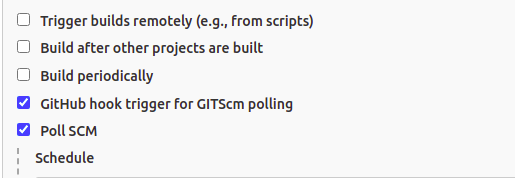 Trigger builds remotely (e.g., from scripts)
Build after other projects are built
Build periodically
GitHub hook trigger for GITScm polling
Poll SCM
Schedule